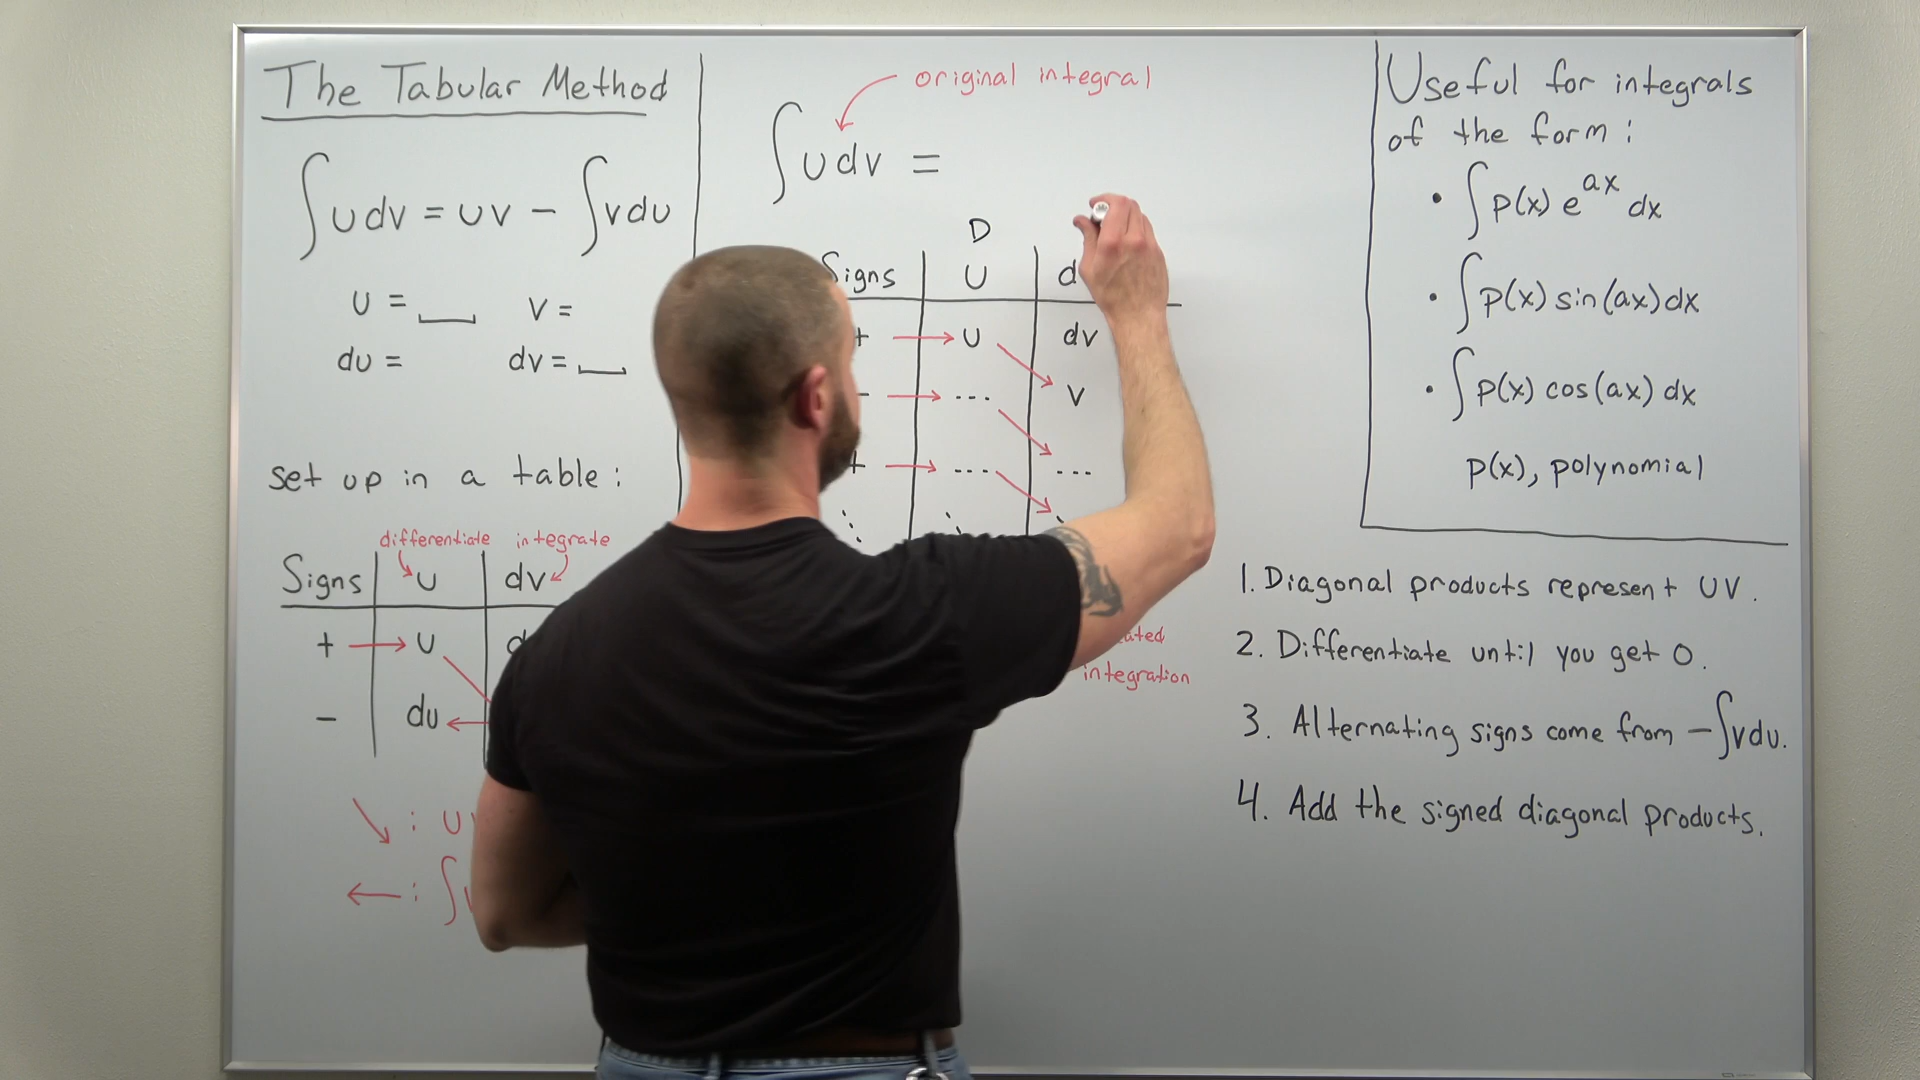 The Tabular Method
∫udv = uv − ∫vdu
u = v =
du = dv =
set up in a table:
differentiate integrate
Signs u dv
+ u
− du
: u
: ∫
original integral
∫udv =
D
Signs u
+ u dv
− --- v
+ ---- ---
integration
Useful for integrals
of the form:
• ∫p(x) e^{ax} dx
• ∫p(x) sin(ax) dx
• ∫p(x) cos(ax) dx
p(x), polynomial
1. Diagonal products represent uv.
2. Differentiate until you get 0.
3. Alternating signs come from −∫vdu.
4. Add the signed diagonal products.